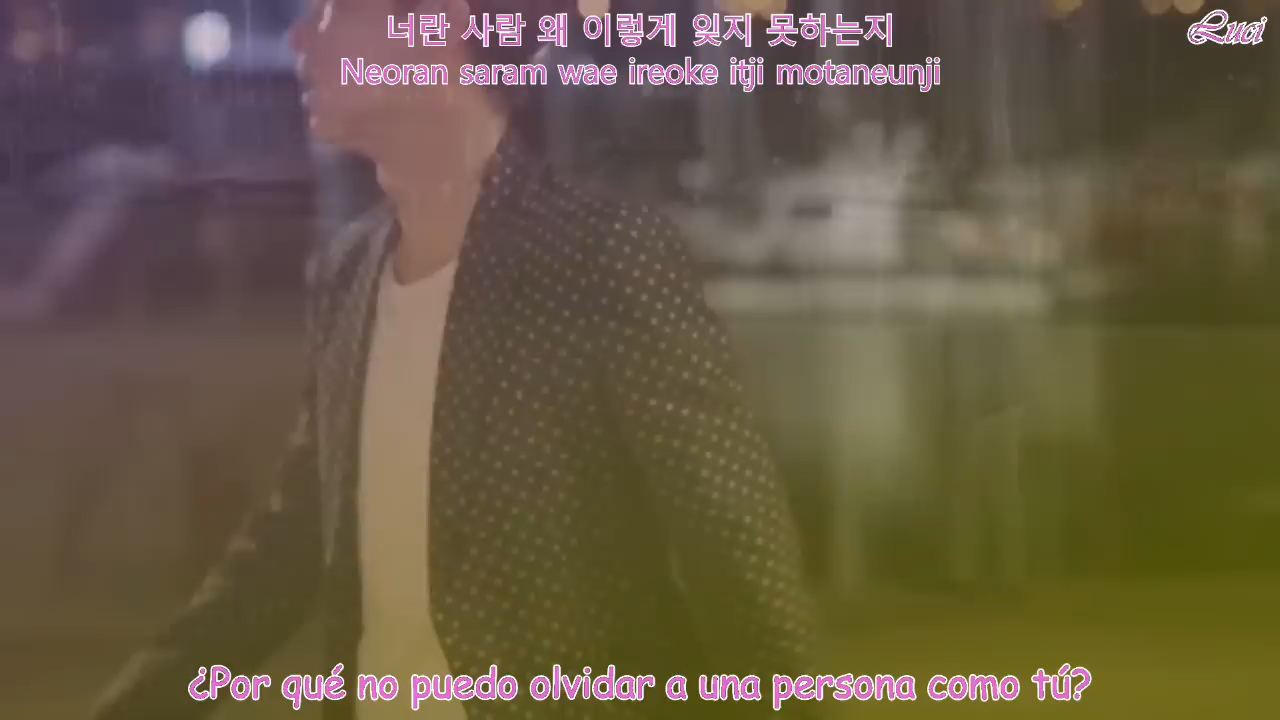 너란 사람 왜 이렇게 잊지 못하는지
Luci
Neoran saram wae ireoke itji motaneunji
¿Por qué no puedo olvidar a una persona como tú?